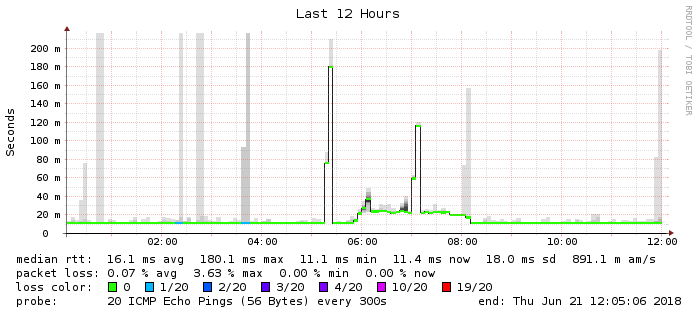 Last 12 Hours
RRDTOOL / TOBI OETIKER
Seconds
200 m
180 m
160 m
140 m
120 m
100 m
80 m
60 m
40 m
20 m
0
02:00 04:00 06:00 08:00 10:00 12:00
median rtt: 16.1 ms avg 180.1 ms max 11.1 ms min 11.4 ms now 18.0 ms sd 891.1 m am/s
packet loss: 0.07 % avg 3.63 % max 0.00 % min 0.00 % now
loss color: 0 1/20 2/20 3/20 4/20 10/20 19/20
probe: 20 ICMP Echo Pings (56 Bytes) every 300s end: Thu Jun 21 12:05:06 2018